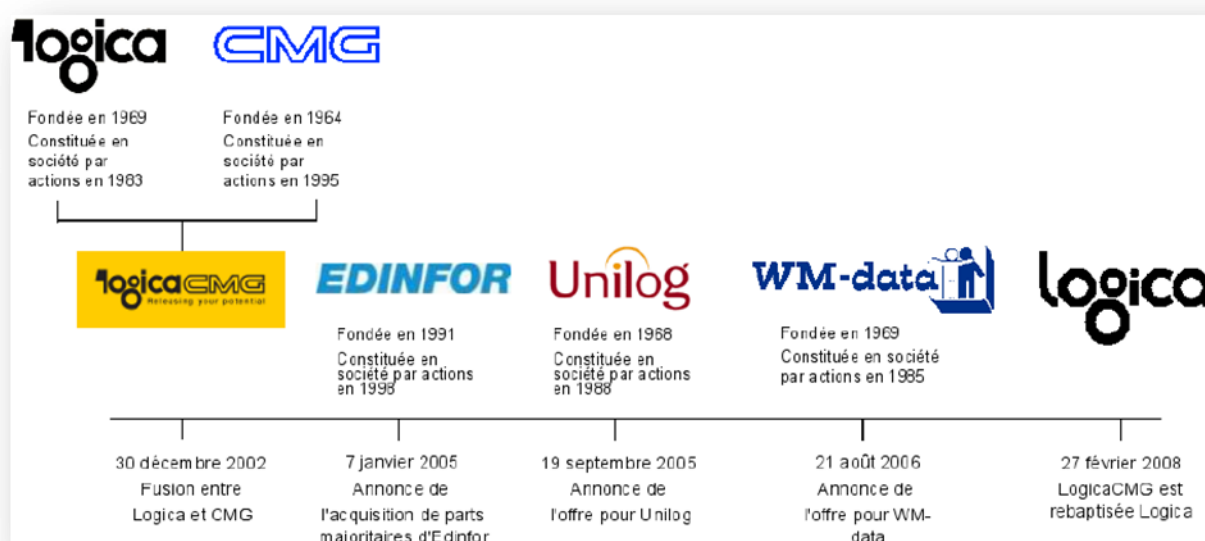 logica
CMG
Fondée en 1969
Constituée en
société par
actions en 1983
Fondée en 1964
Constituée en
société par
actions en 1995
logicaCMG
Releasing your potential
EDINFOR
Unilog
WM-data
logica
Fondée en 1991
Constituée en
société par actions
en 1998
Fondée en 1968
Constituée en
société par actions
en 1988
Fondée en 1969
Constituée en société
par actions en 1985
30 décembre 2002
Fusion entre
Logica et CMG
7 janvier 2005
Annonce de
l'acquisition de parts
majoritaires d'Edinfor
19 septembre 2005
Annonce de
l'offre pour Unilog
21 août 2006
Annonce de
l'offre pour WM-
data
27 février 2008
LogicaCMG est
rebaptisée Logica